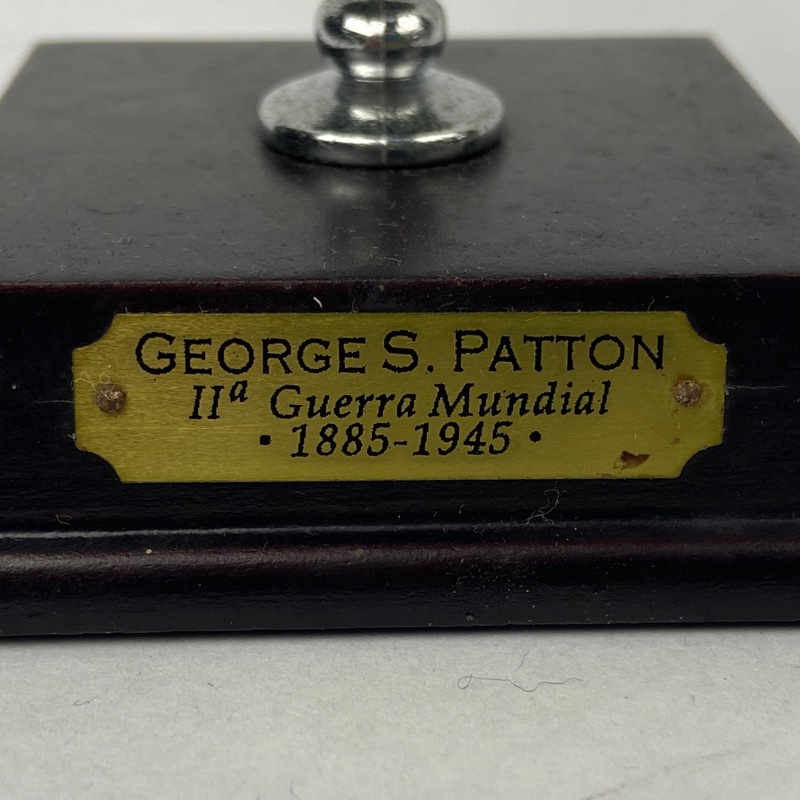 GEORGE S. PATTON
IIª Guerra Mundial
• 1885-1945 •